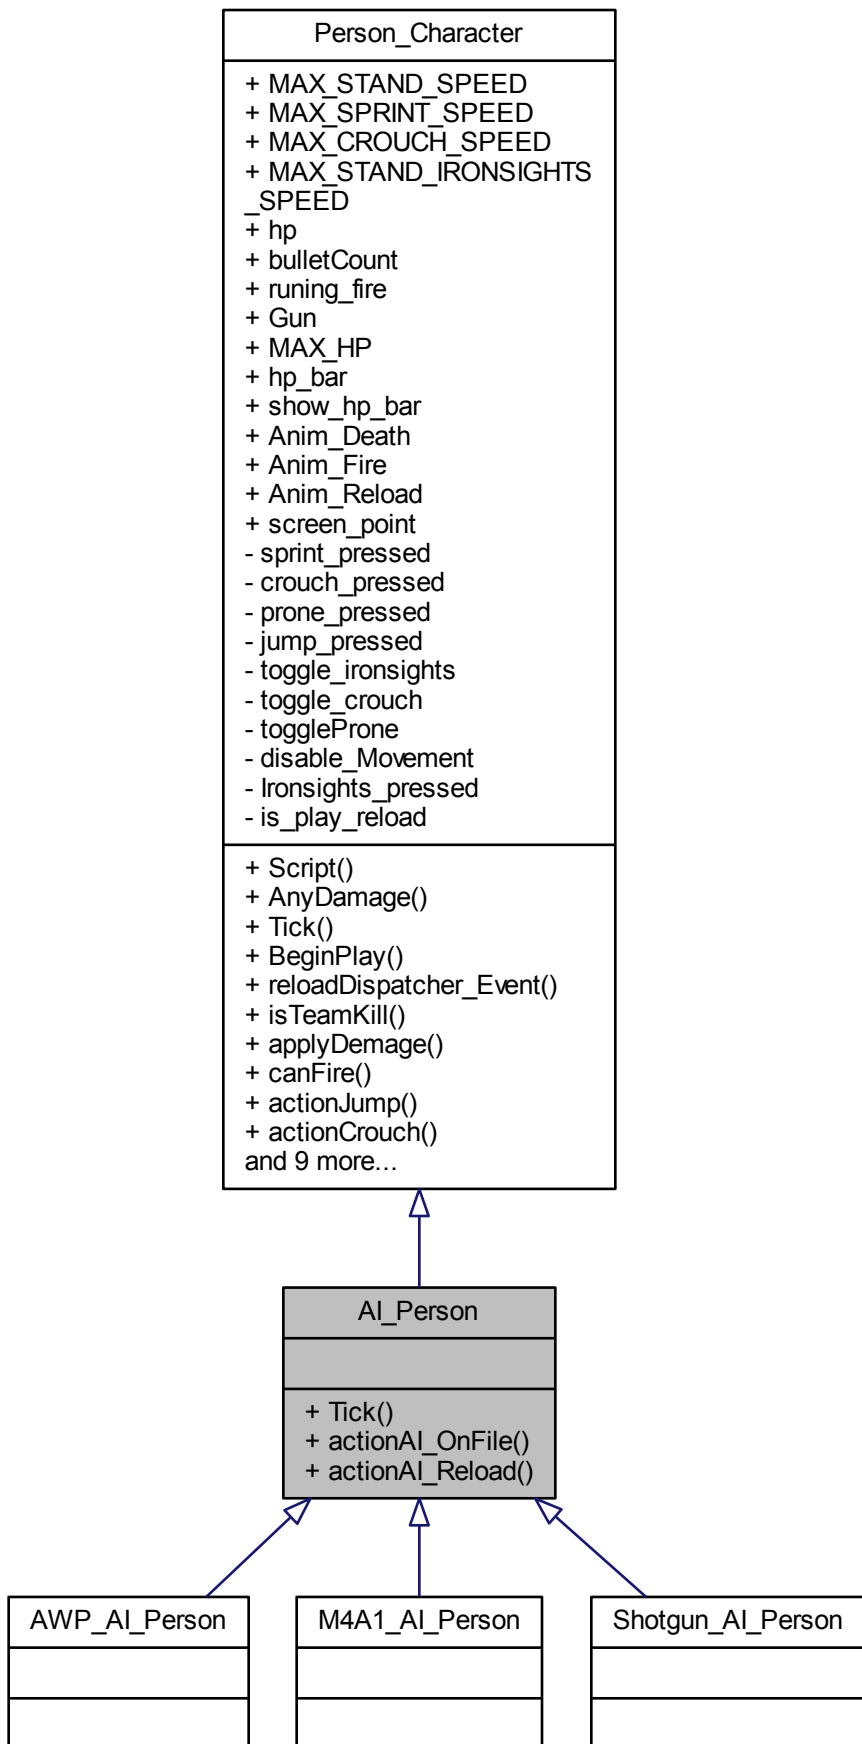 Person_Character
+ MAX_STAND_SPEED
+ MAX_SPRINT_SPEED
+ MAX_CROUCH_SPEED
+ MAX_STAND_IRONSIGHTS
_SPEED
+ hp
+ bulletCount
+ runing_fire
+ Gun
+ MAX_HP
+ hp_bar
+ show_hp_bar
+ Anim_Death
+ Anim_Fire
+ Anim_Reload
+ screen_point
- sprint_pressed
- crouch_pressed
- prone_pressed
- jump_pressed
- toggle_ironsights
- toggle_crouch
- toggleProne
- disable_Movement
- Ironsights_pressed
- is_play_reload
+ Script()
+ AnyDamage()
+ Tick()
+ BeginPlay()
+ reloadDispatcher_Event()
+ isTeamKill()
+ applyDemage()
+ canFire()
+ actionJump()
+ actionCrouch()
and 9 more...
AI_Person
+ Tick()
+ actionAI_OnFile()
+ actionAI_Reload()
AWP_AI_Person
M4A1_AI_Person
Shotgun_AI_Person